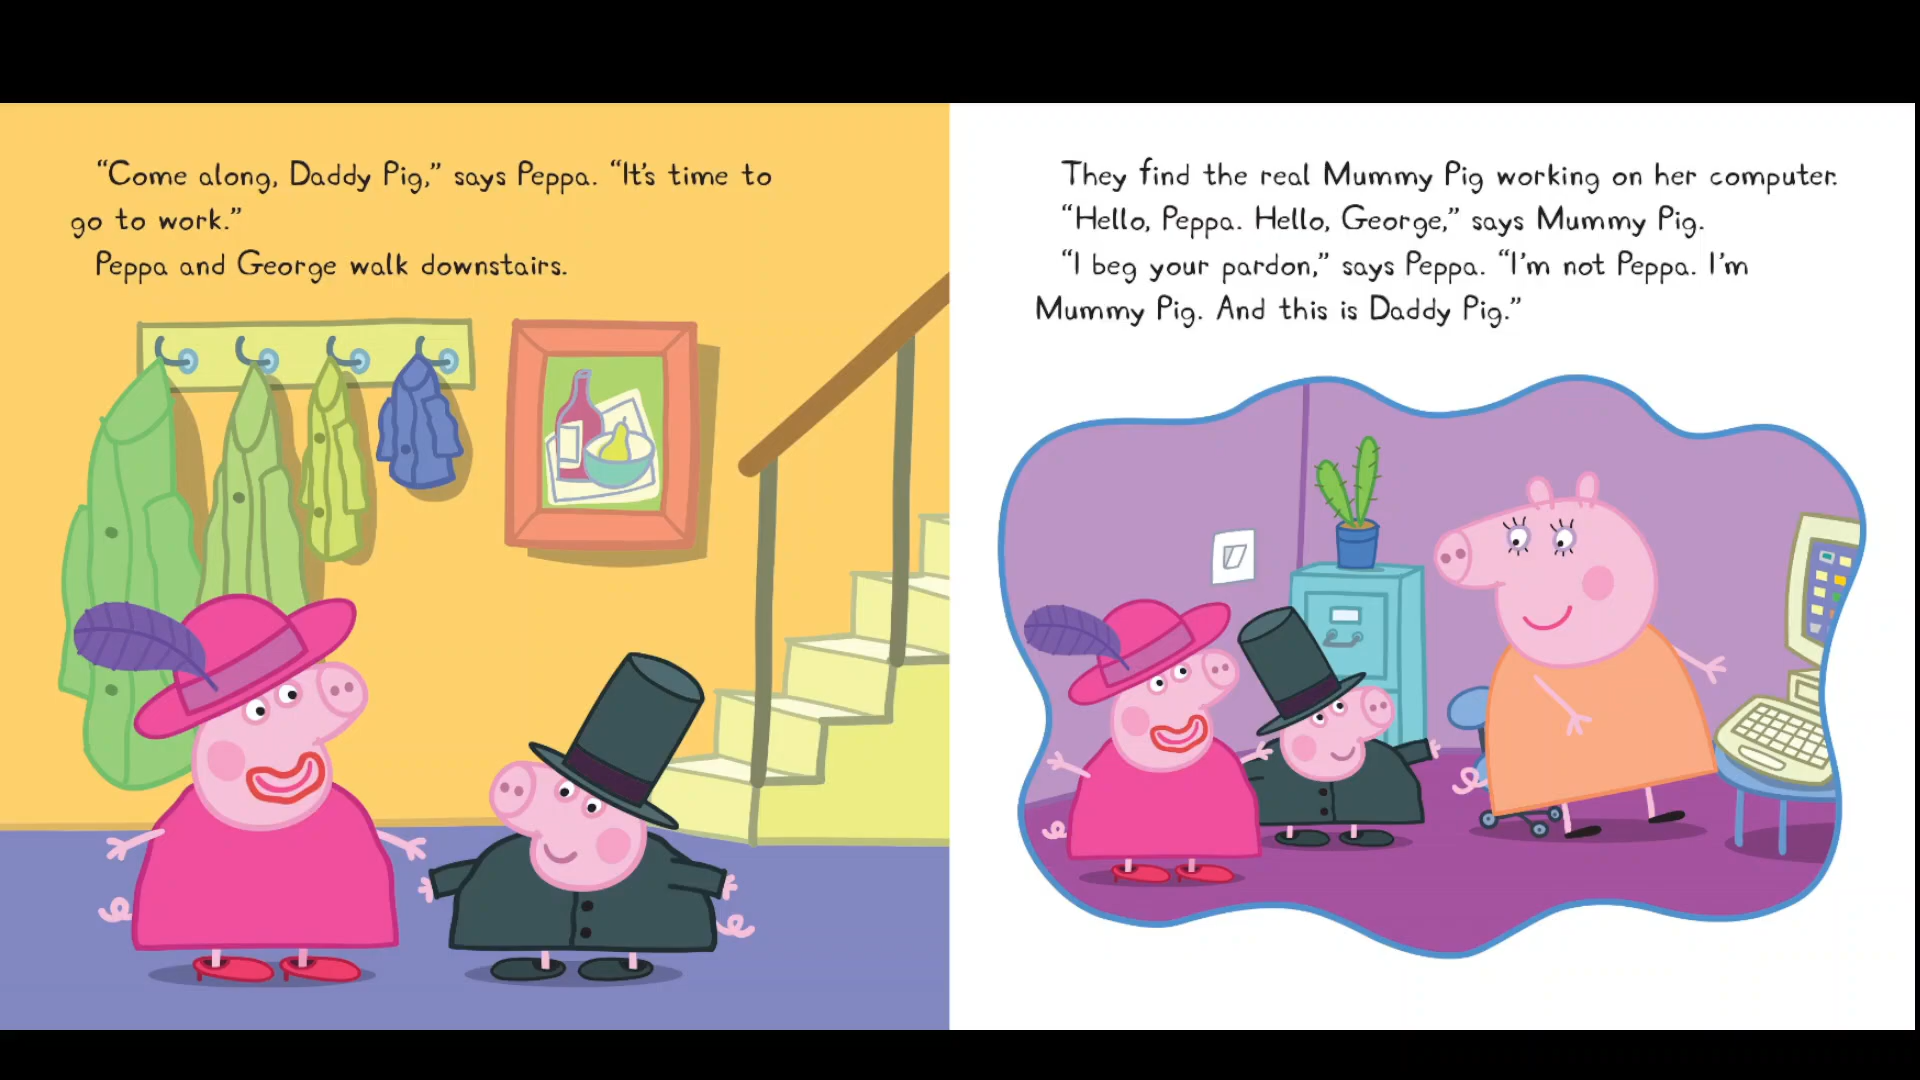 “Come along, Daddy Pig,” says Peppa. “It’s time to
go to work.”
Peppa and George walk downstairs.
They find the real Mummy Pig working on her computer.
“Hello, Peppa. Hello, George,” says Mummy Pig.
“I beg your pardon,” says Peppa. “I’m not Peppa. I’m
Mummy Pig. And this is Daddy Pig.”